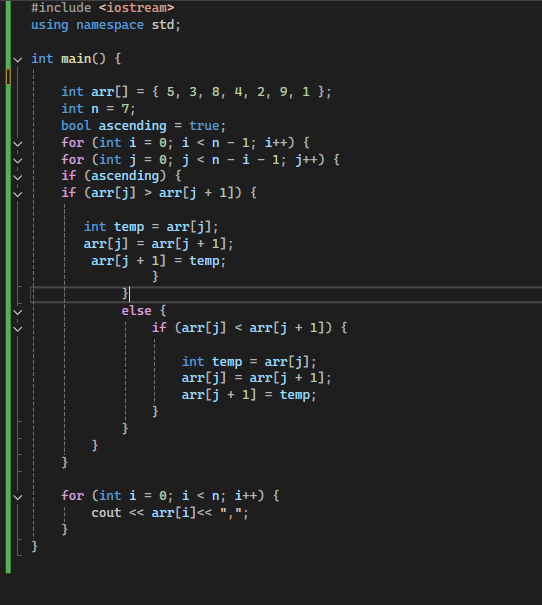 #include <iostream>
using namespace std;
int main() {
int arr[] = { 5, 3, 8, 4, 2, 9, 1 };
int n = 7;
bool ascending = true;
for (int i = 0; i < n - 1; i++) {
for (int j = 0; j < n - i - 1; j++) {
if (ascending) {
if (arr[j] > arr[j + 1]) {
int temp = arr[j];
arr[j] = arr[j + 1];
arr[j + 1] = temp;
}
}
else {
if (arr[j] < arr[j + 1]) {
int temp = arr[j];
arr[j] = arr[j + 1];
arr[j + 1] = temp;
}
}
}
}
for (int i = 0; i < n; i++) {
cout << arr[i]<< ",";
}
}